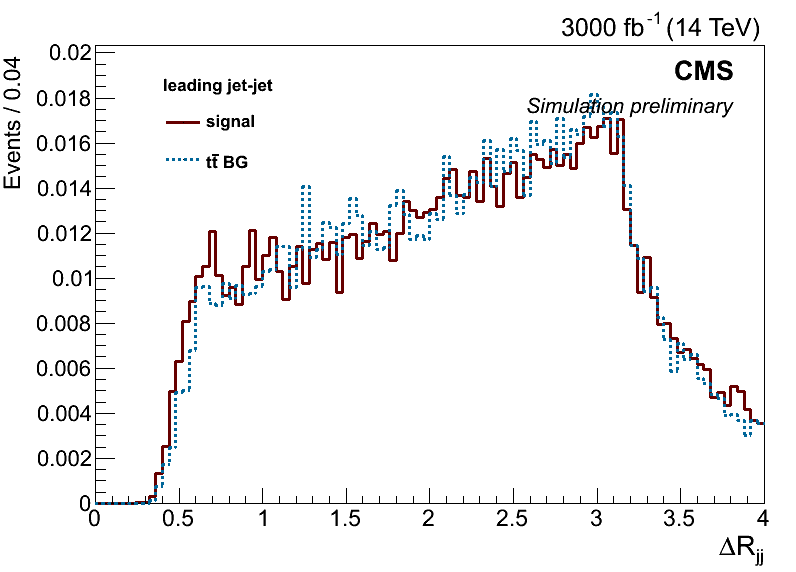 3000 fb⁻¹ (14 TeV)
CMS
Simulation preliminary
leading jet-jet
signal
tt̄ BG
Events / 0.04
0.02
0.018
0.016
0.014
0.012
0.01
0.008
0.006
0.004
0.002
0
0 0.5 1 1.5 2 2.5 3 3.5 4
ΔRjj